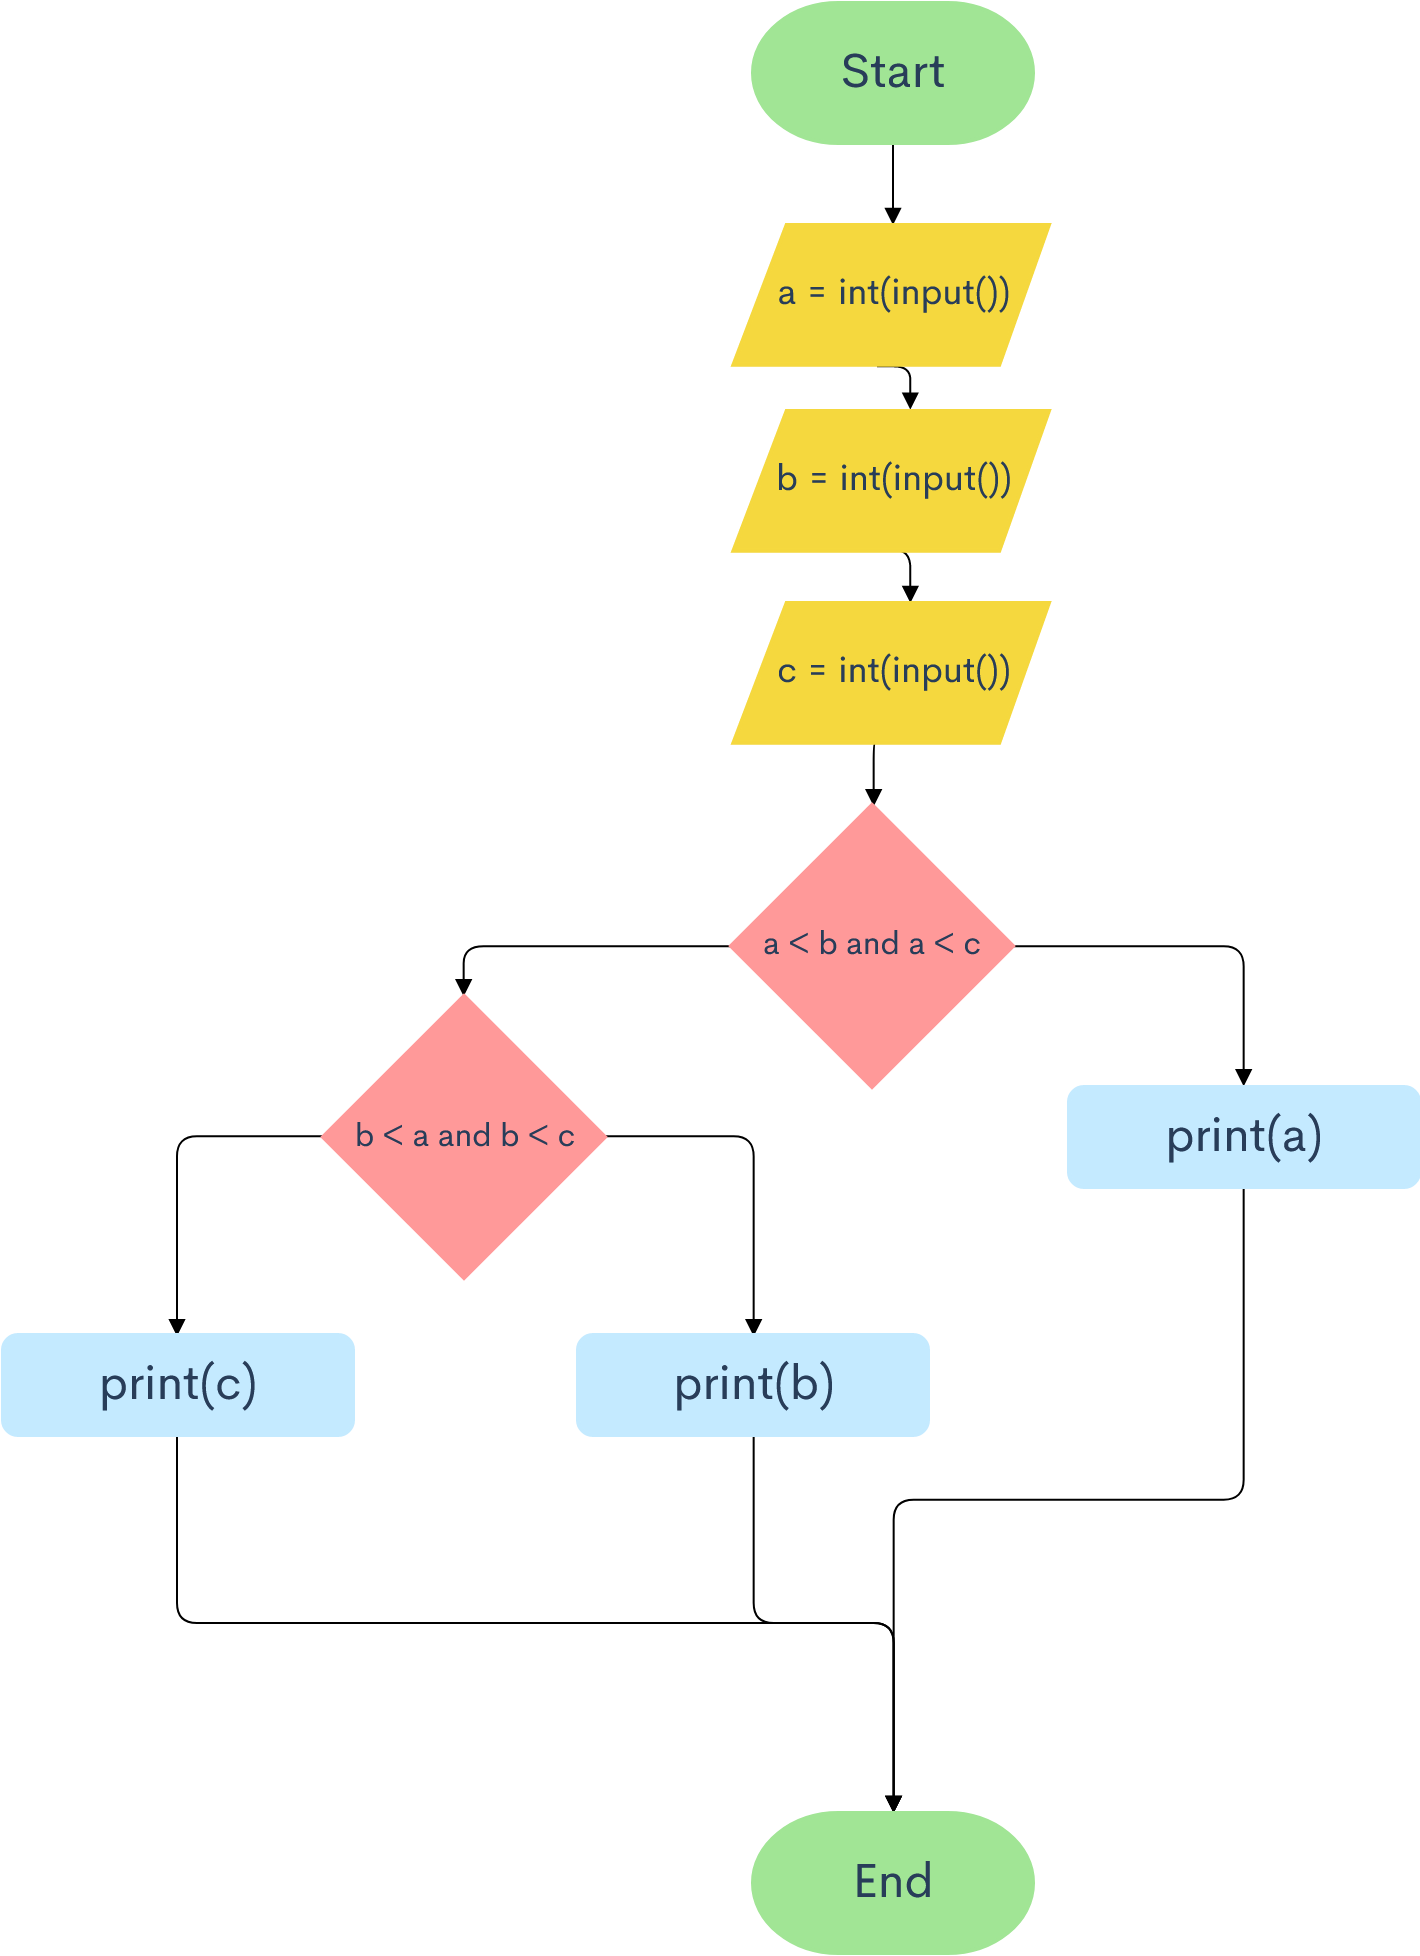 Start
a = int(input())
b = int(input())
c = int(input())
a < b and a < c
b < a and b < c
print(a)
print(c)
print(b)
End